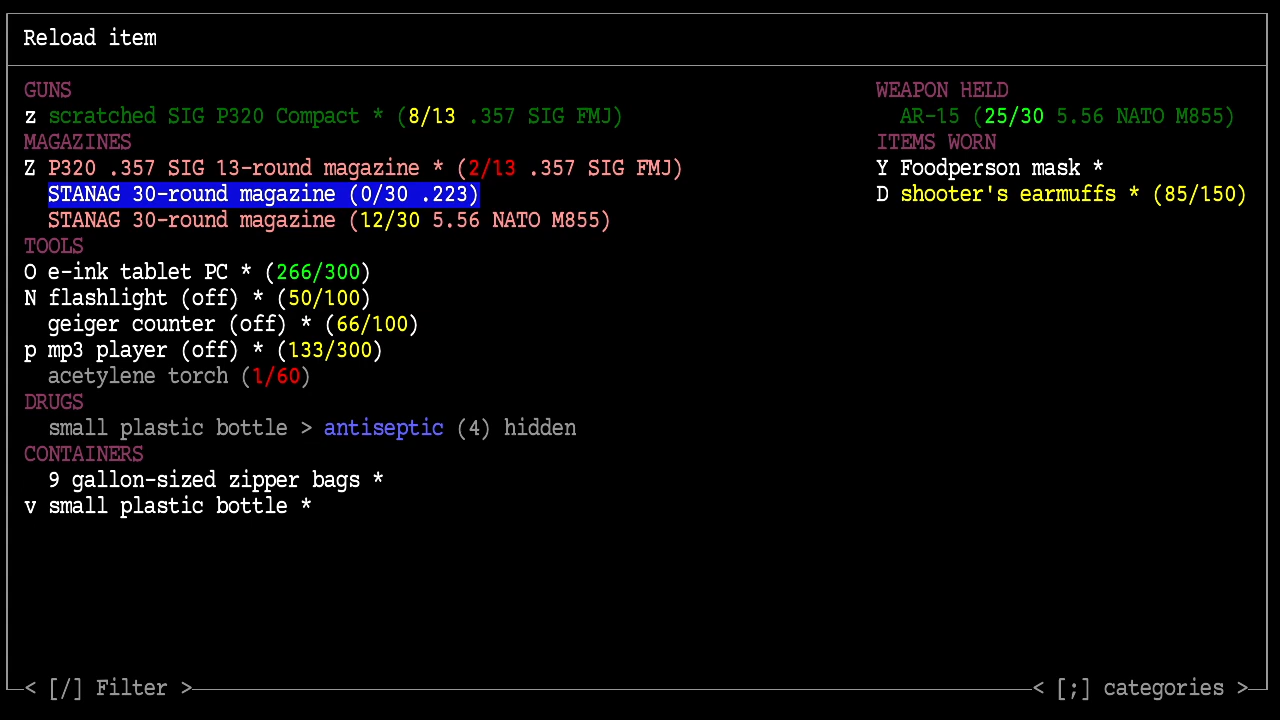 Reload item
GUNS
z scratched SIG P320 Compact * (8/13 .357 SIG FMJ)
MAGAZINES
Z P320 .357 SIG 13-round magazine * (2/13 .357 SIG FMJ)
STANAG 30-round magazine (0/30 .223)
STANAG 30-round magazine (12/30 5.56 NATO M855)
TOOLS
O e-ink tablet PC * (266/300)
N flashlight (off) * (50/100)
geiger counter (off) * (66/100)
p mp3 player (off) * (133/300)
acetylene torch (1/60)
DRUGS
small plastic bottle > antiseptic (4) hidden
CONTAINERS
9 gallon-sized zipper bags *
v small plastic bottle *
WEAPON HELD
AR-15 (25/30 5.56 NATO M855)
ITEMS WORN
Y Foodperson mask *
D shooter's earmuffs * (85/150)
< [/] Filter >
< [;] categories >